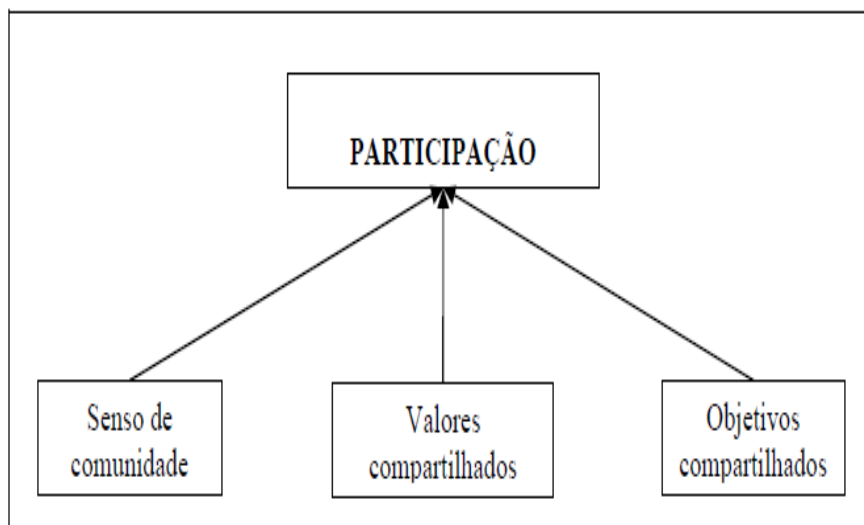 PARTICIPAÇÃO
Senso de
comunidade
Valores
compartilhados
Objetivos
compartilhados